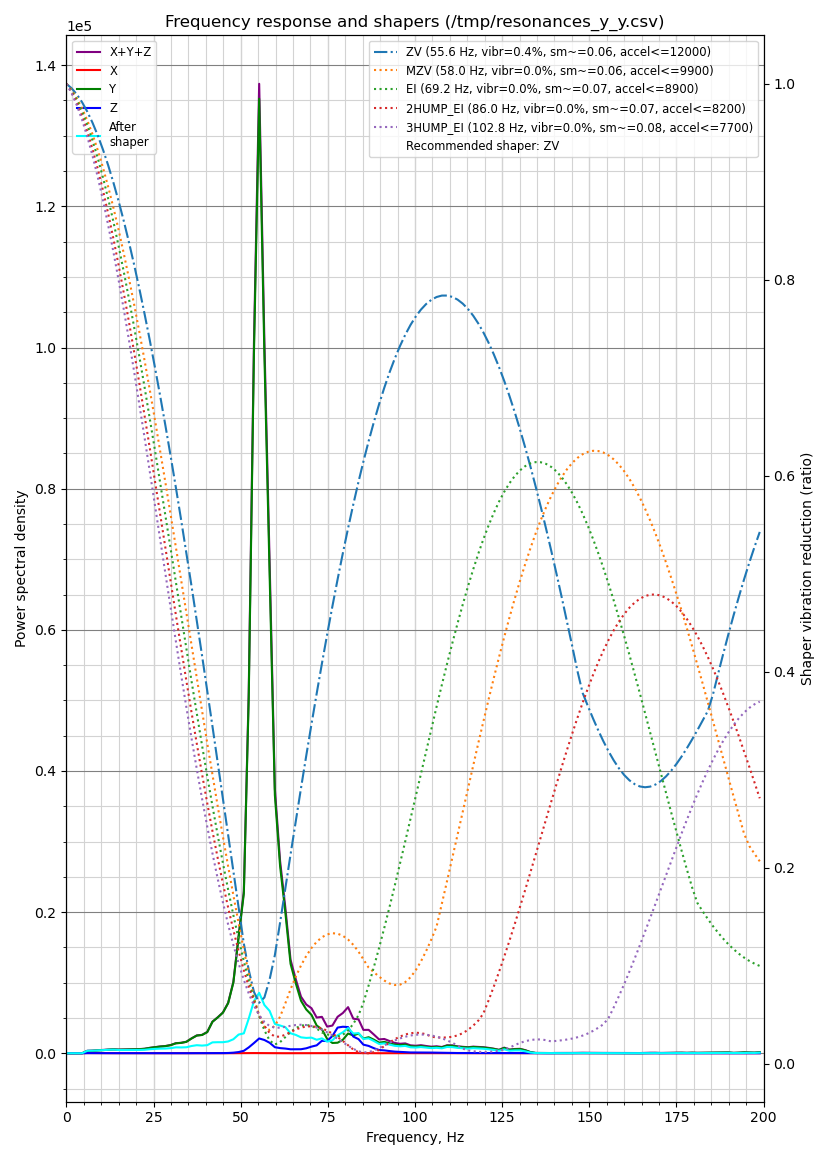 Frequency response and shapers (/tmp/resonances_y_y.csv)
1e5
X+Y+Z
X
Y
Z
After
shaper
ZV (55.6 Hz, vibr=0.4%, sm~=0.06, accel<=12000)
MZV (58.0 Hz, vibr=0.0%, sm~=0.06, accel<=9900)
EI (69.2 Hz, vibr=0.0%, sm~=0.07, accel<=8900)
2HUMP_EI (86.0 Hz, vibr=0.0%, sm~=0.07, accel<=8200)
3HUMP_EI (102.8 Hz, vibr=0.0%, sm~=0.08, accel<=7700)
Recommended shaper: ZV
1.4
1.2
1.0
0.8
0.6
0.4
0.2
0.0
Power spectral density
1.0
0.8
0.6
0.4
0.2
0.0
Shaper vibration reduction (ratio)
0 25 50 75 100 125 150 175 200
Frequency, Hz